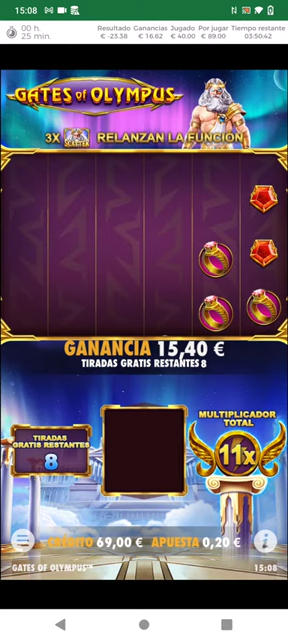 15:08
00 h.
25 min.
Resultado Ganancias Jugado Por jugar Tiempo restante
€ -23.38 € 16.62 € 40.00 € 89.00 03:50:42
GATES OF OLYMPUS
3X SCATTER RELANZAN LA FUNCIÓN
GANANCIA 15,40 €
TIRADAS GRATIS RESTANTES 8
TIRADAS
GRATIS RESTANTES
8
MULTIPLICADOR
TOTAL
11x
CRÉDITO 69,00 € APUESTA 0,20 €
GATES OF OLYMPUS™ 15:08